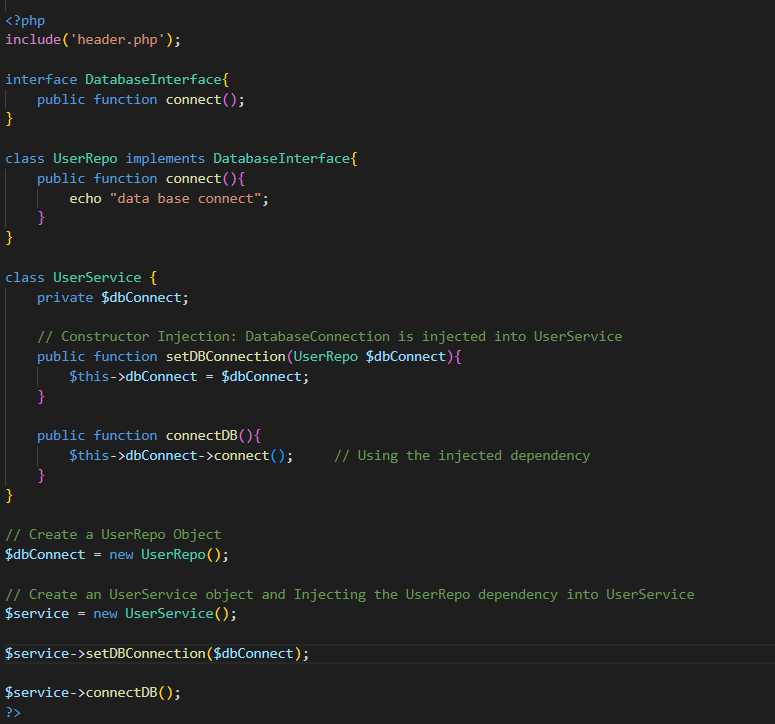 <?php
include('header.php');
interface DatabaseInterface{
    public function connect();
}
class UserRepo implements DatabaseInterface{
    public function connect(){
        echo "data base connect";
    }
}
class UserService {
    private $dbConnect;
    // Constructor Injection: DatabaseConnection is injected into UserService
    public function setDBConnection(UserRepo $dbConnect){
        $this->dbConnect = $dbConnect;
    }
    public function connectDB(){
        $this->dbConnect->connect();     // Using the injected dependency
    }
}
// Create a UserRepo Object
$dbConnect = new UserRepo();
// Create an UserService object and Injecting the UserRepo dependency into UserService
$service = new UserService();
$service->setDBConnection($dbConnect);
$service->connectDB();
?>